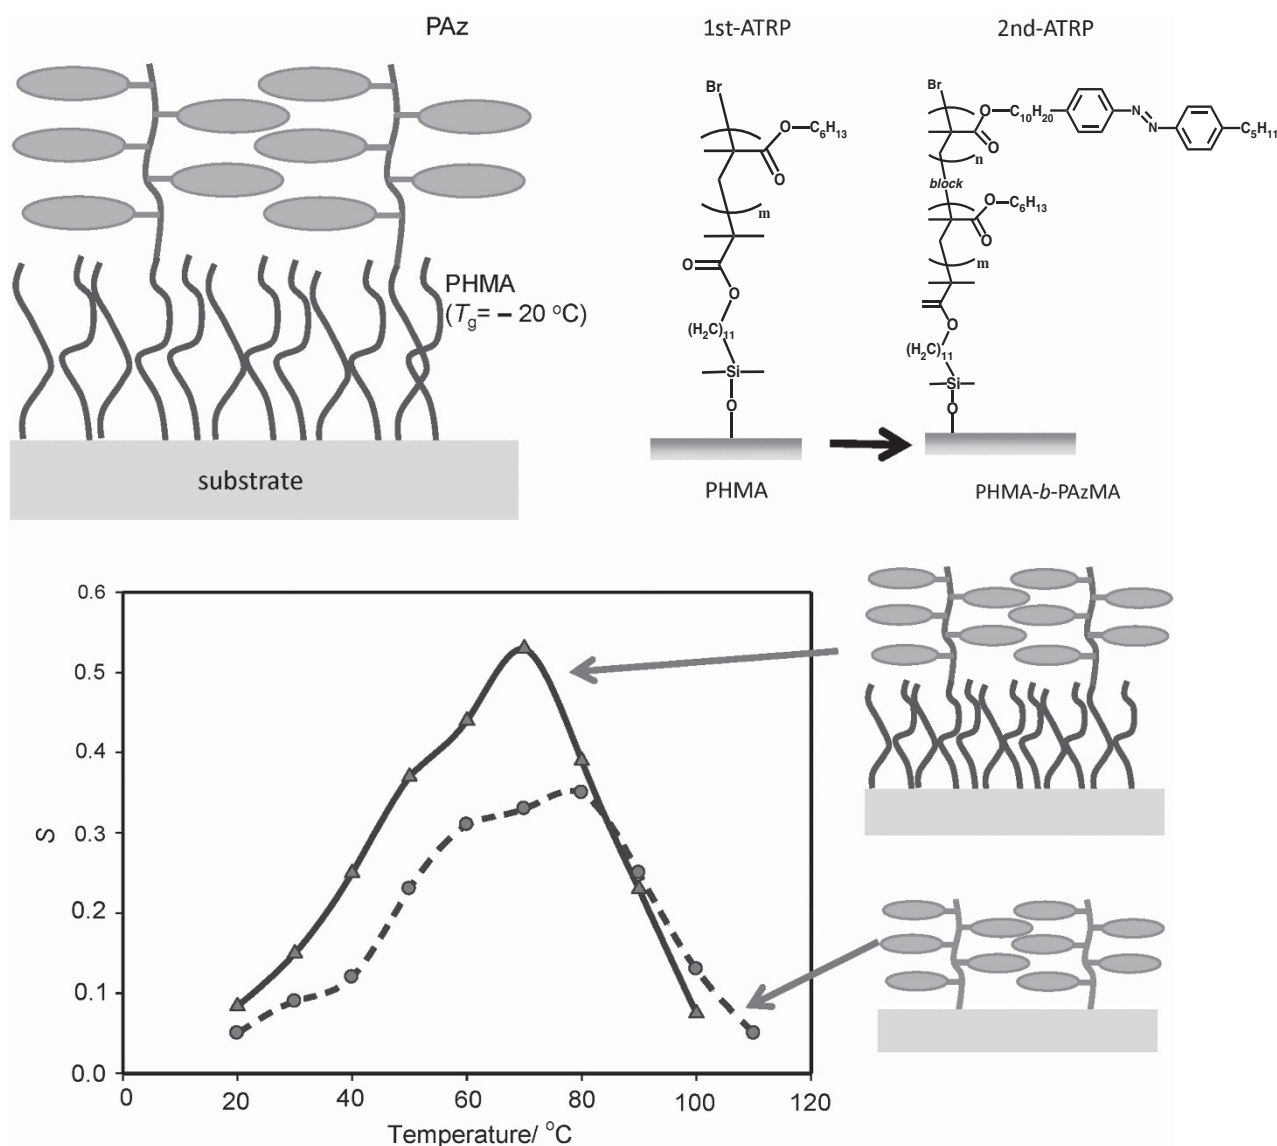 PAz
1st-ATRP
2nd-ATRP
Br
O
C₆H₁₃
O
m
O
O
(H₂C)₁₁
Si
O
PHMA
Br
O
C₁₀H₂₀
N
N
C₅H₁₁
O
n
block
O
C₆H₁₃
O
m
O
(H₂C)₁₁
Si
O
PHMA-b-PAzMA
PHMA
(Tg= – 20 °C)
substrate
0.6
0.5
0.4
0.3
0.2
0.1
0.0
S
0
20
40
60
80
100
120
Temperature/ °C